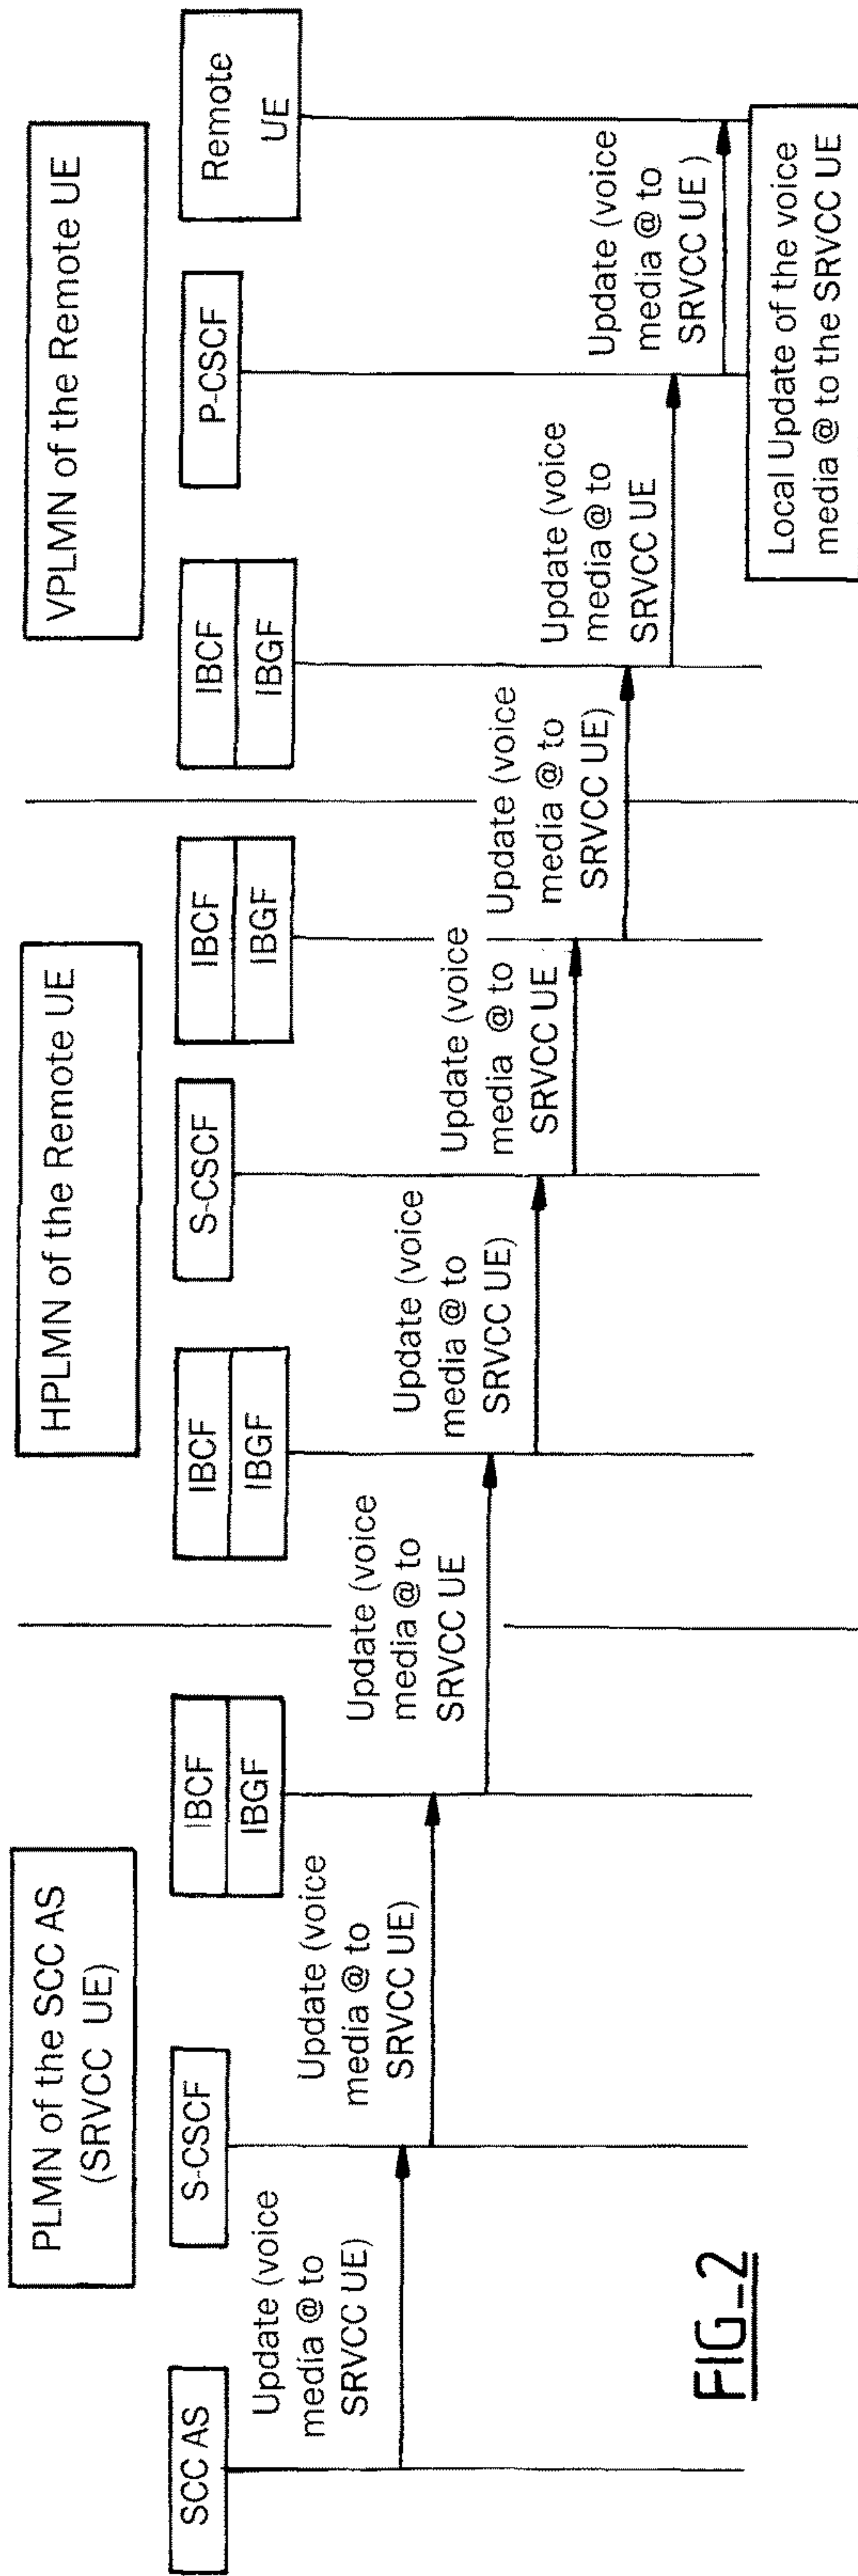 PLMN of the SCC AS
(SRVCC UE)
HPLMN of the Remote UE
VPLMN of the Remote UE
SCC AS
S-CSCF
IBCF
IBGF
IBCF
IBGF
S-CSCF
IBCF
IBGF
IBCF
IBGF
P-CSCF
Remote
UE
Update (voice
media @ to
SRVCC UE)
Update (voice
media @ to
SRVCC UE)
Update (voice
media @ to
SRVCC UE
Update (voice
media @ to
SRVCC UE)
Update (voice
media @ to
SRVCC UE
Update (voice
media @ to
SRVCC UE)
Update (voice
media @ to
SRVCC UE
Update (voice
media @ to
SRVCC UE )
Local Update of the voice
media @ to the SRVCC UE
FIG_2